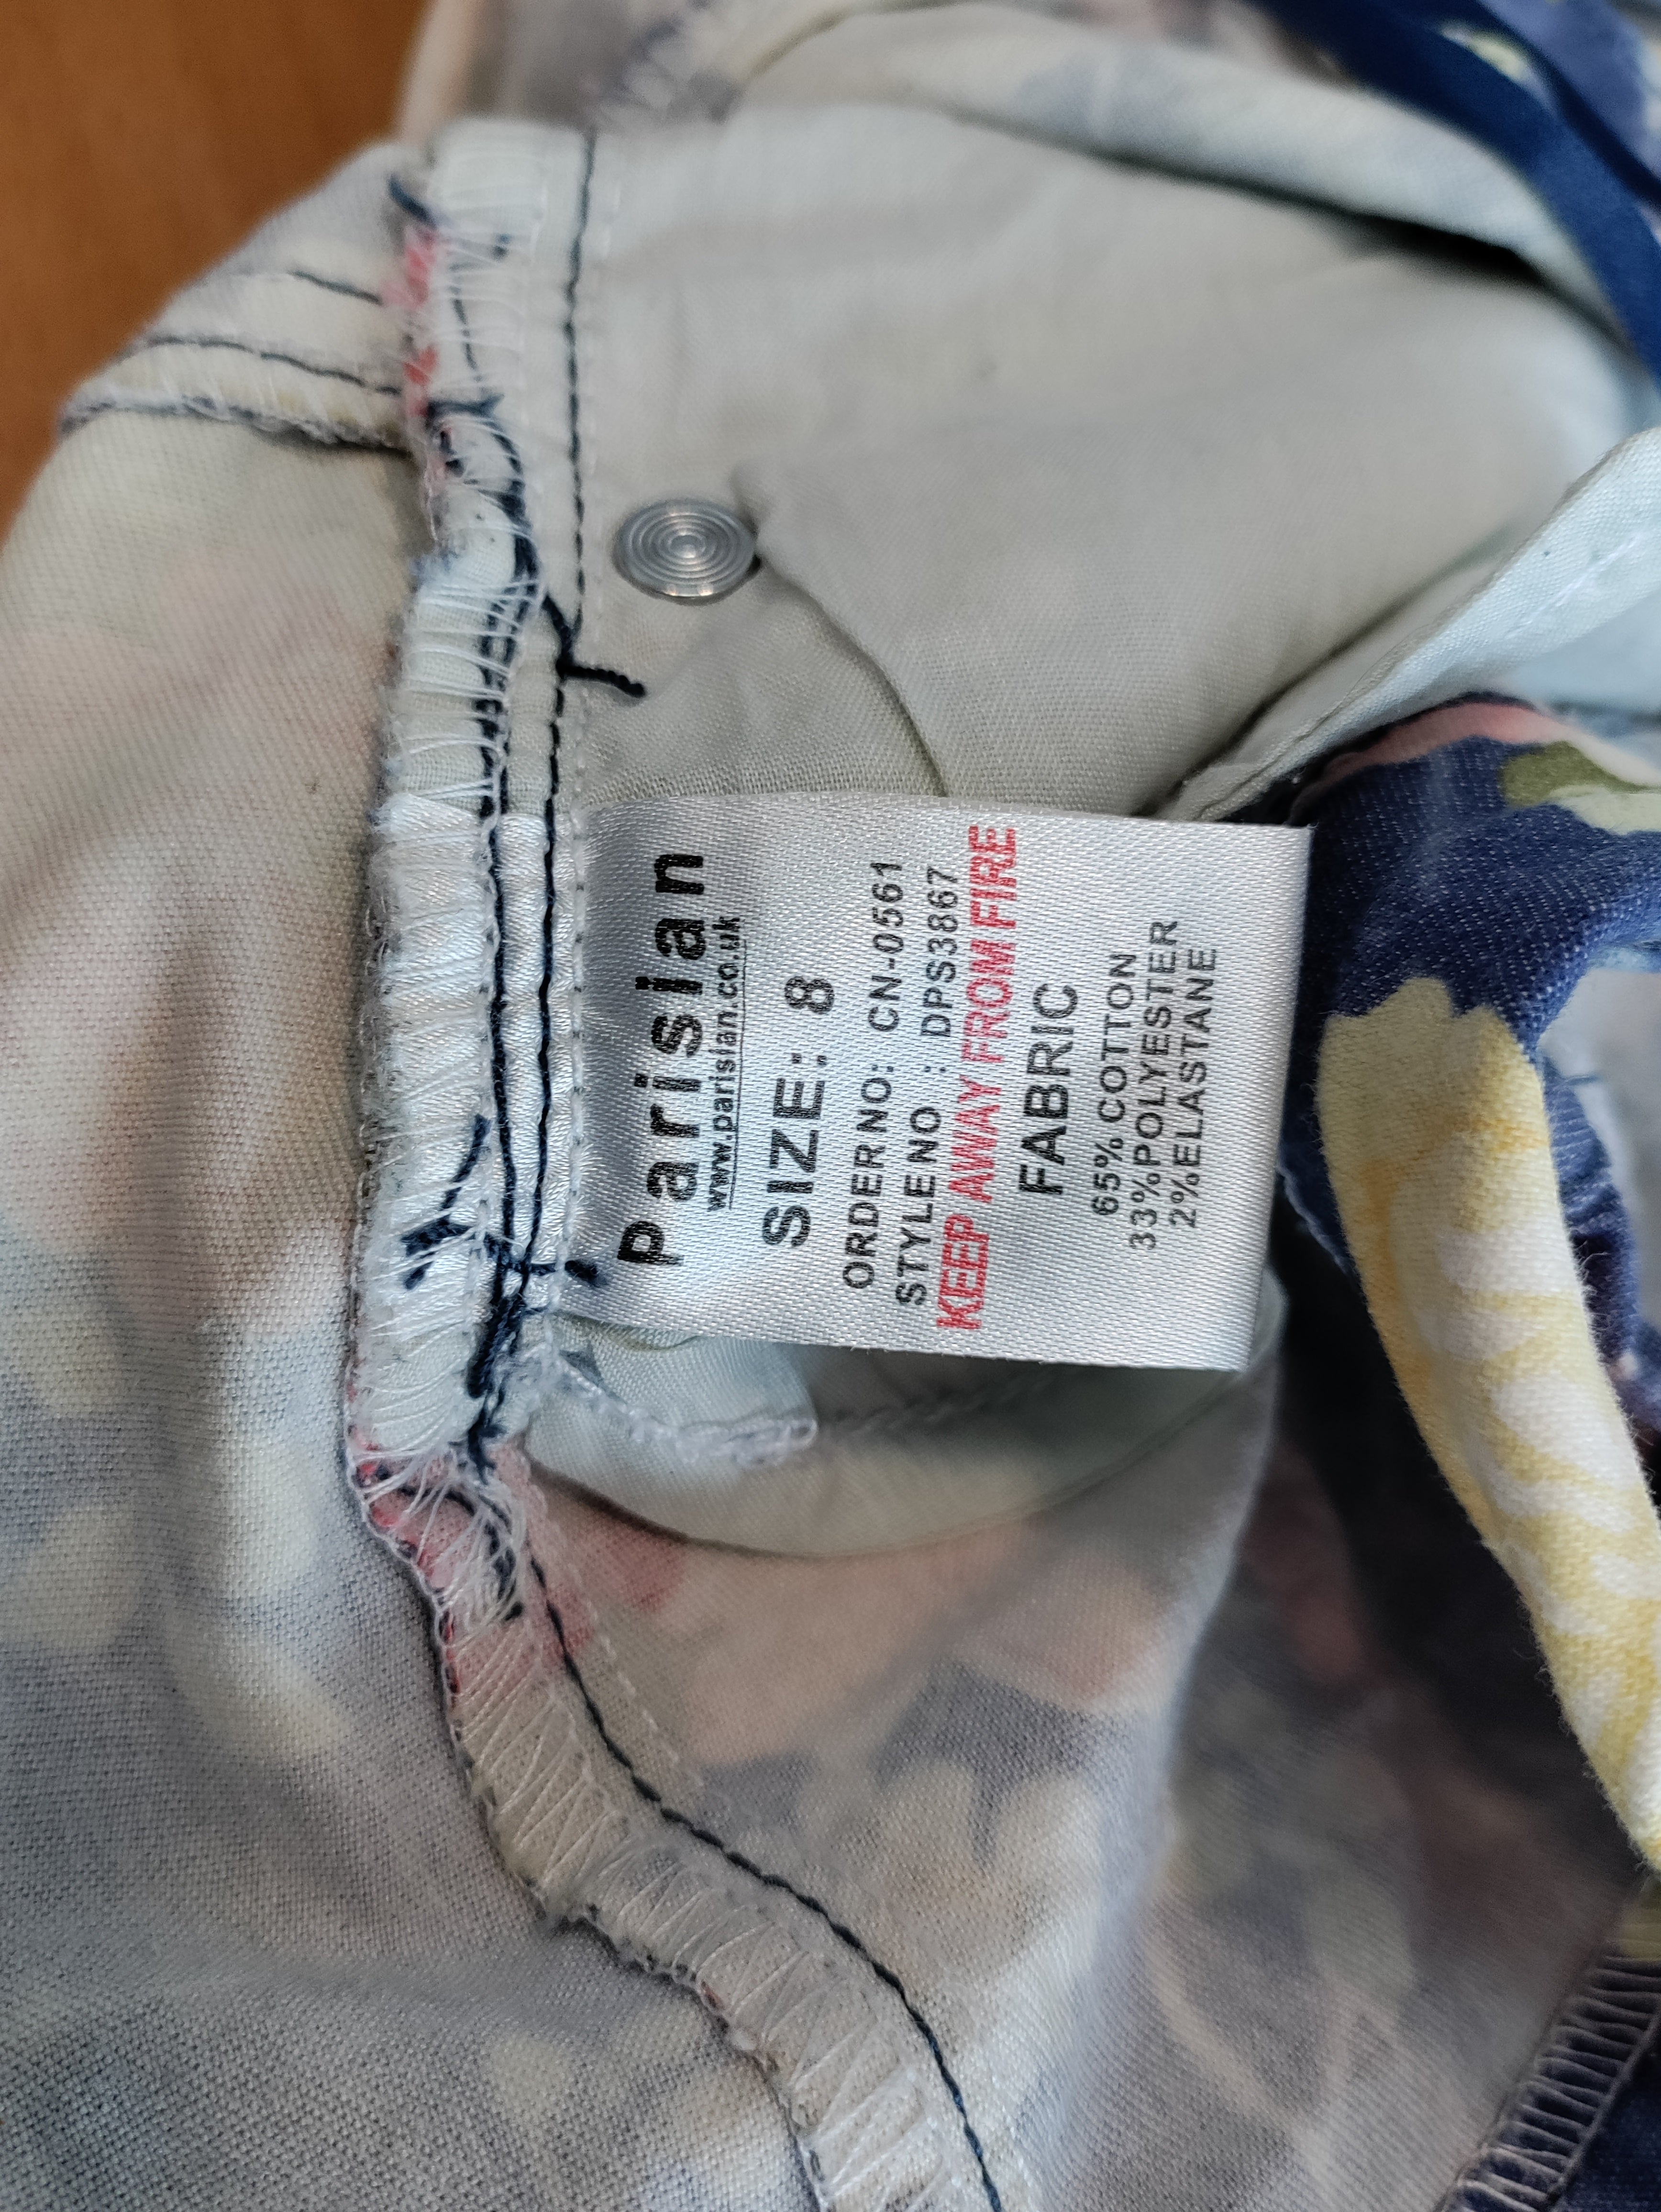 Parisian
www.parisian.co.uk
SIZE: 8
ORDER NO: CN-0561
STYLE NO : DPS3867
KEEP AWAY FROM FIRE
FABRIC
65% COTTON
33%POLYESTER
2%ELASTANE